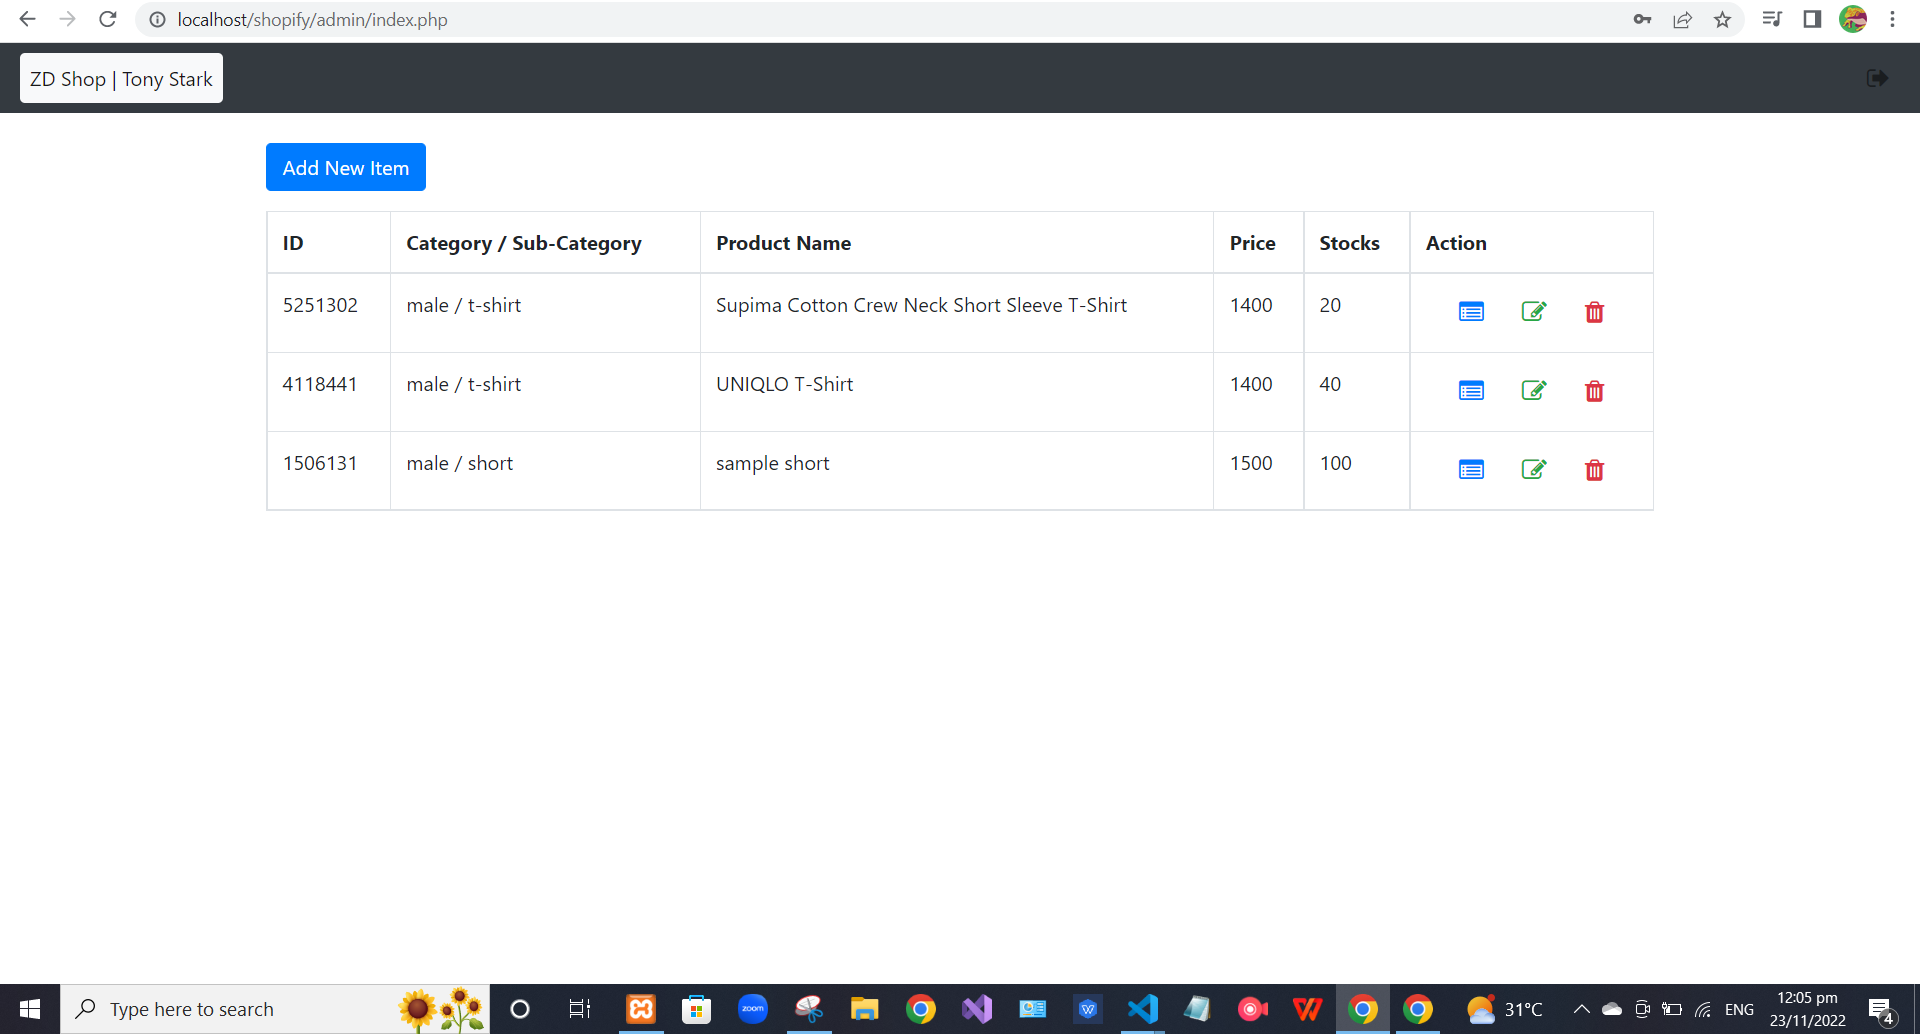 localhost/shopify/admin/index.php
ZD Shop | Tony Stark
Add New Item
ID Category / Sub-Category Product Name Price Stocks Action
5251302 male / t-shirt Supima Cotton Crew Neck Short Sleeve T-Shirt 1400 20
4118441 male / t-shirt UNIQLO T-Shirt 1400 40
1506131 male / short sample short 1500 100
Type here to search zoom 31°C ENG 12:05 pm
23/11/2022 4